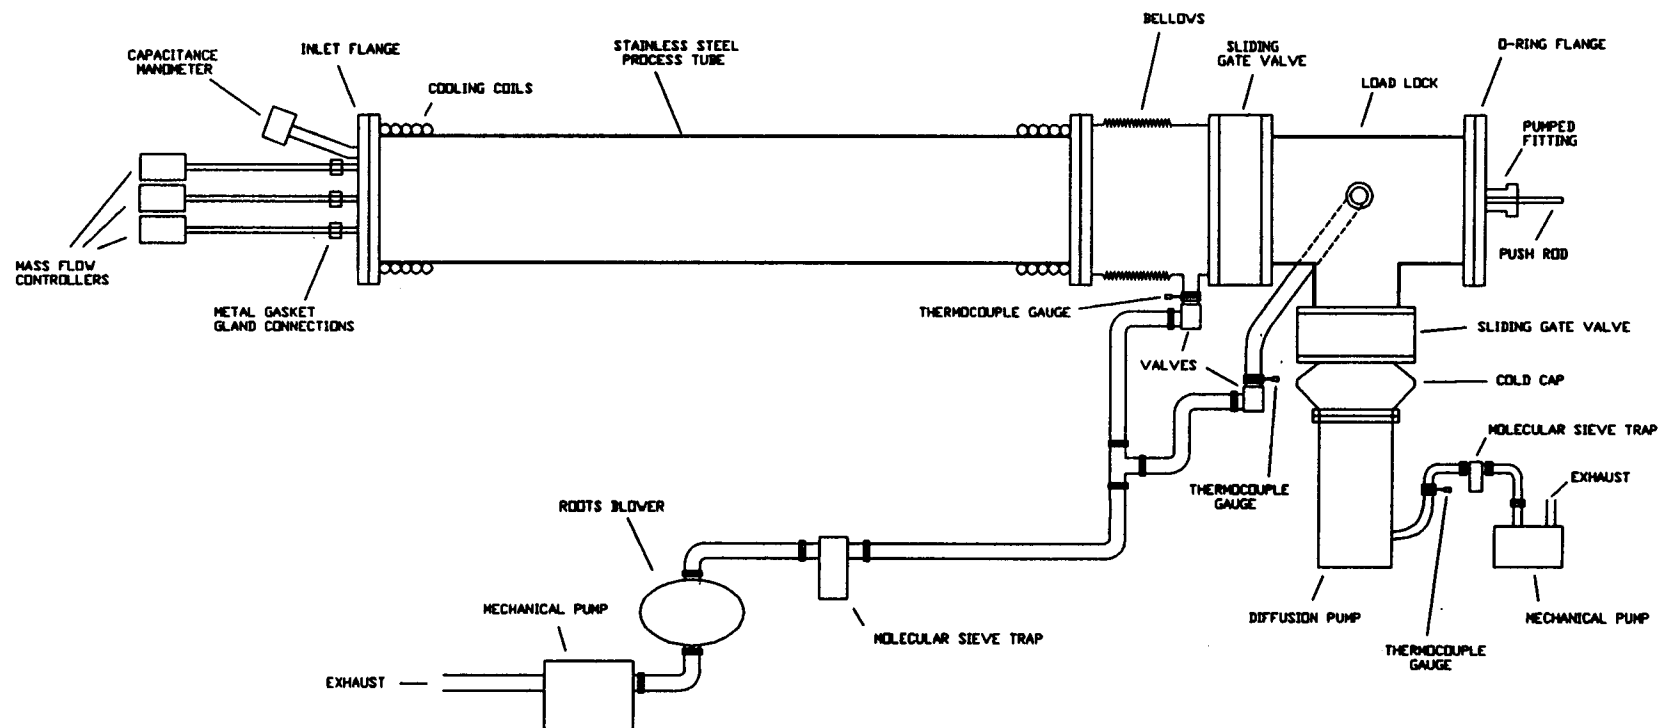 BELLOWS
CAPACITANCE
MANOMETER
INLET FLANGE
STAINLESS STEEL
PROCESS TUBE
SLIDING
GATE VALVE
O-RING FLANGE
COOLING COILS
LOAD LOCK
PUMPED
FITTING
MASS FLOW
CONTROLLERS
PUSH ROD
METAL GASKET
GLAND CONNECTIONS
THERMOCOUPLE GAUGE
SLIDING GATE VALVE
VALVES
COLD CAP
MOLECULAR SIEVE TRAP
EXHAUST
THERMOCOUPLE
GAUGE
ROOTS BLOWER
MECHANICAL PUMP
MOLECULAR SIEVE TRAP
DIFFUSION PUMP
MECHANICAL PUMP
THERMOCOUPLE
GAUGE
EXHAUST